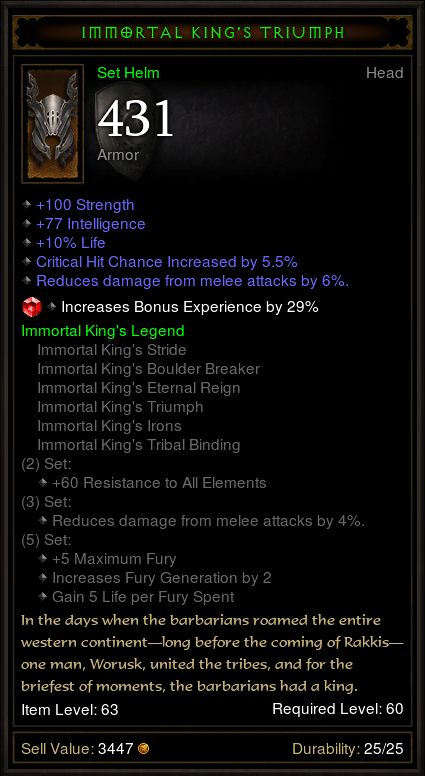 IMMORTAL KING'S TRIUMPH
Set Helm Head
431
Armor
+100 Strength
+77 Intelligence
+10% Life
Critical Hit Chance Increased by 5.5%
Reduces damage from melee attacks by 6%.
Increases Bonus Experience by 29%
Immortal King's Legend
Immortal King's Stride
Immortal King's Boulder Breaker
Immortal King's Eternal Reign
Immortal King's Triumph
Immortal King's Irons
Immortal King's Tribal Binding
(2) Set:
+60 Resistance to All Elements
(3) Set:
Reduces damage from melee attacks by 4%.
(5) Set:
+5 Maximum Fury
Increases Fury Generation by 2
Gain 5 Life per Fury Spent
In the days when the barbarians roamed the entire
western continent—long before the coming of Rakkis—
one man, Worusk, united the tribes, and for the
briefest of moments, the barbarians had a king.
Item Level: 63 Required Level: 60
Sell Value: 3447 Durability: 25/25